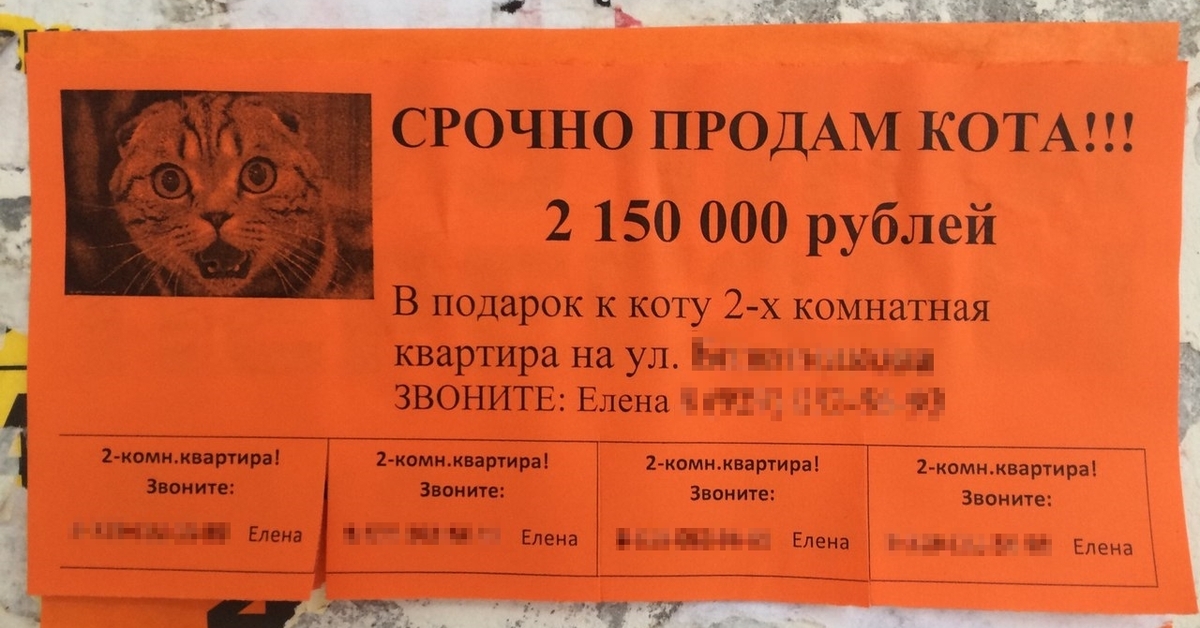 СРОЧНО ПРОДАМ КОТА!!!
2 150 000 рублей
В подарок к коту 2-х комнатная
квартира на ул.
ЗВОНИТЕ: Елена
2-комн.квартира!
Звоните:
Елена
2-комн.квартира!
Звоните:
Елена
2-комн.квартира!
Звоните:
Елена
2-комн.квартира!
Звоните:
Елена